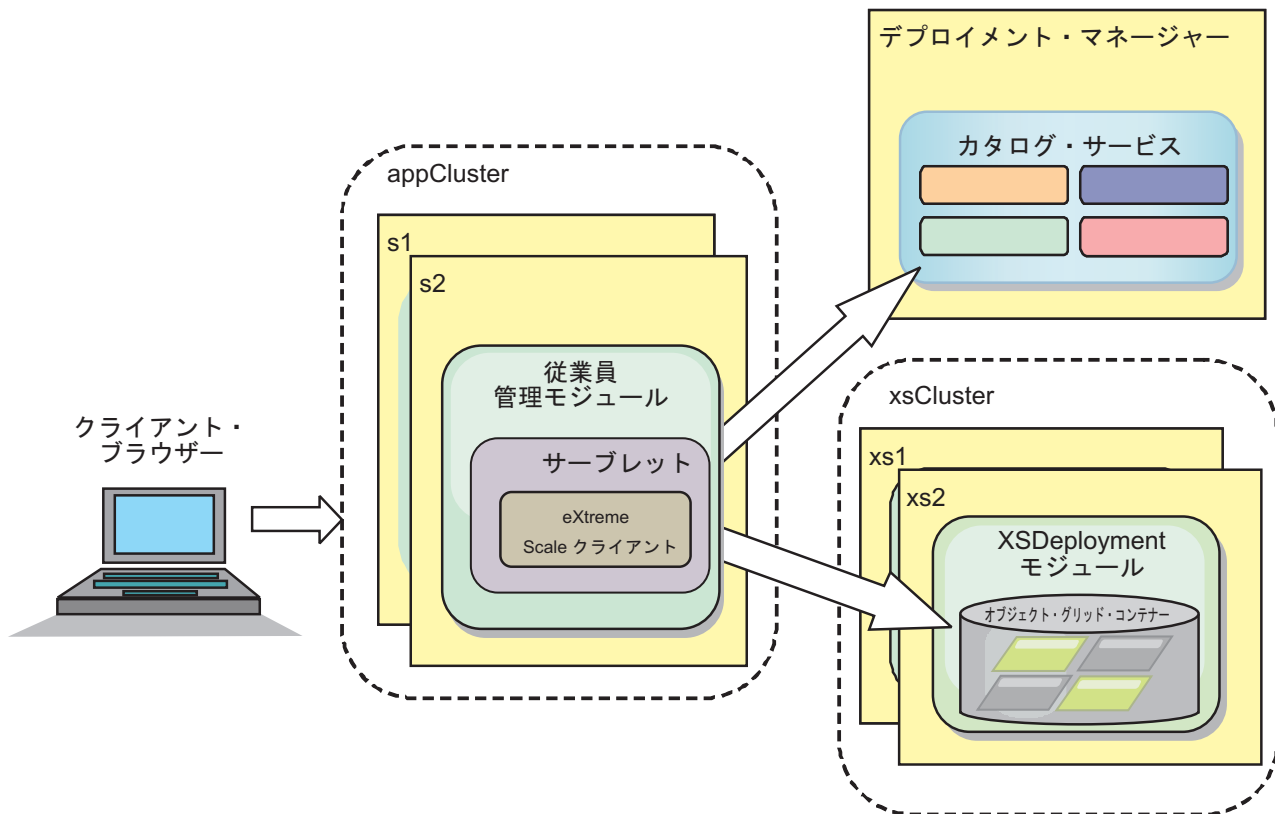 デプロイメント・マネージャー
カタログ・サービス
appCluster
s1
s2
従業員
管理モジュール
サーブレット
eXtreme
Scale クライアント
クライアント・
ブラウザー
xsCluster
xs1
xs2
XSDeployment
モジュール
オブジェクト・グリッド・コンテナー